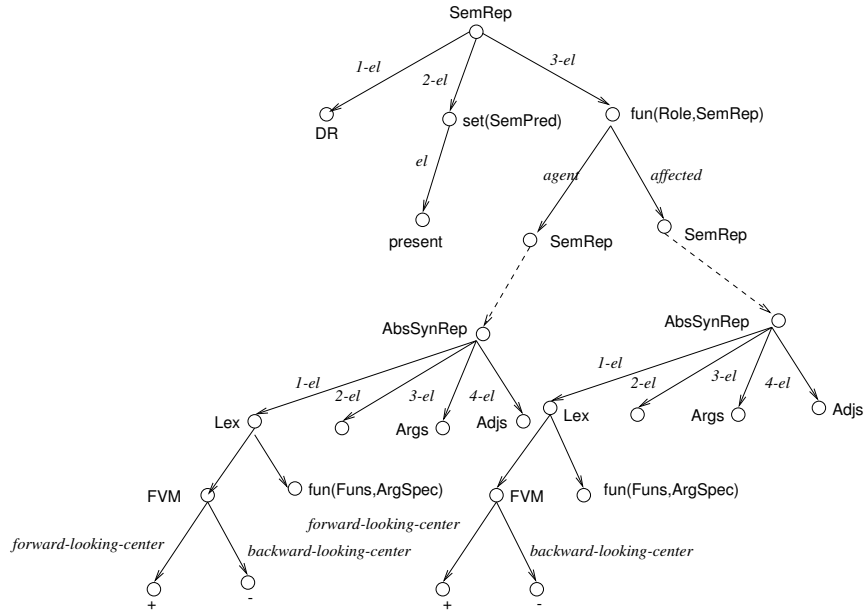 SemRep
1-el
2-el
3-el
DR
set(SemPred)
fun(Role,SemRep)
el
agent
affected
present
SemRep
SemRep
AbsSynRep
AbsSynRep
1-el
2-el
3-el
4-el
1-el
2-el
3-el
4-el
Lex
Args
Adjs
Lex
Args
Adjs
FVM
fun(Funs,ArgSpec)
FVM
fun(Funs,ArgSpec)
forward-looking-center
backward-looking-center
forward-looking-center
backward-looking-center
+
-
+
-